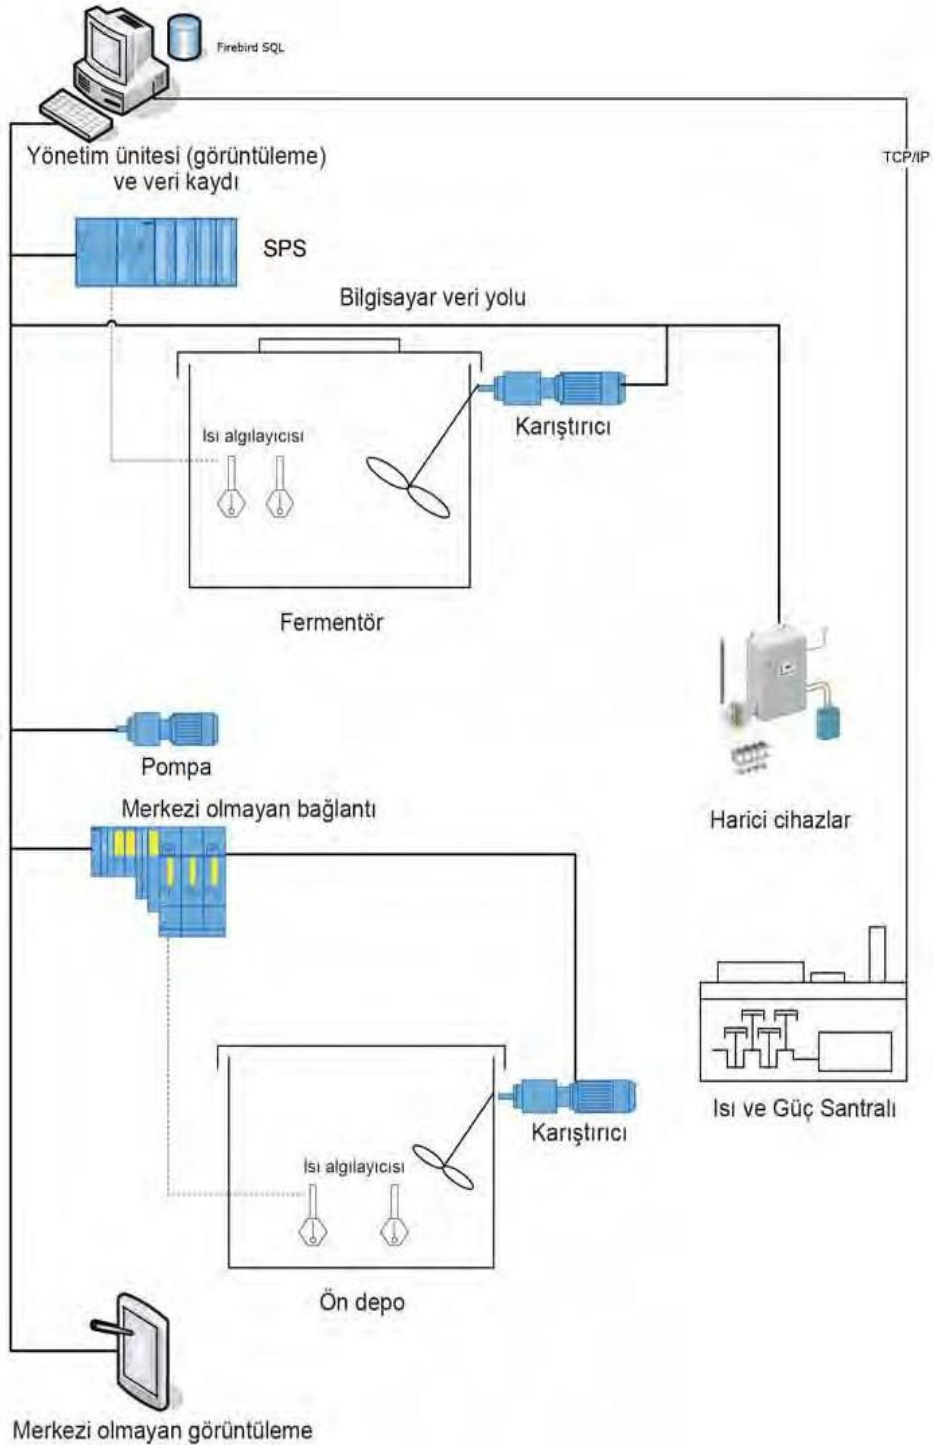 Firebird SQL
Yönetim ünitesi (görüntüleme)
ve veri kaydı
TCP/IP
SPS
Bilgisayar veri yolu
Isı algılayıcısı
Karıştırıcı
Fermentör
Pompa
Merkezi olmayan bağlantı
Harici cihazlar
Isı ve Güç Santralı
Karıştırıcı
Isı algılayıcısı
Ön depo
Merkezi olmayan görüntüleme